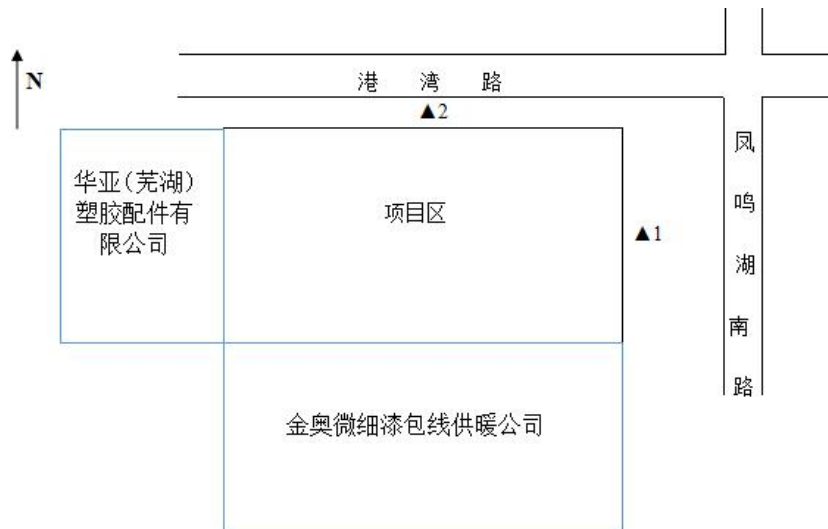 N
港湾路
▲2
华亚(芜湖)
塑胶配件有
限公司
项目区
▲1
凤鸣湖南路
金奥微细漆包线供暖公司